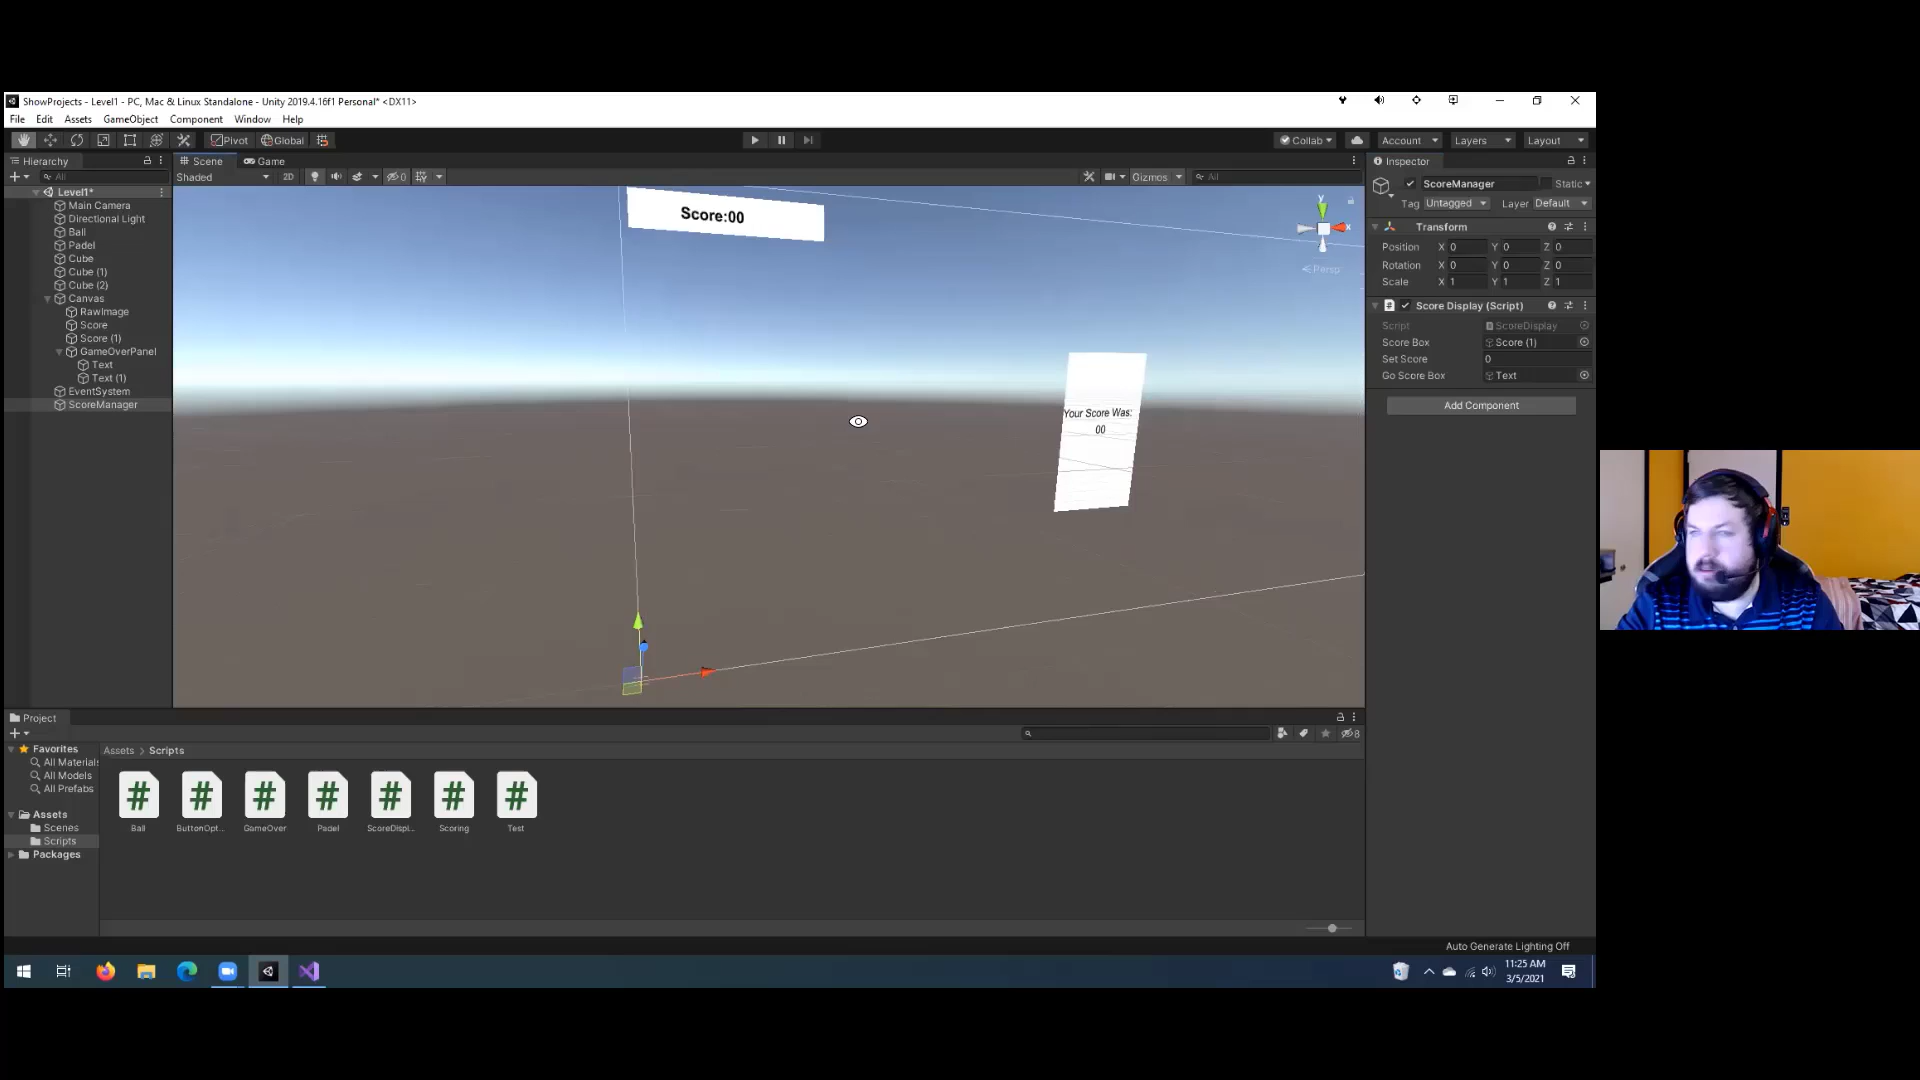 ShowProjects - Level1 - PC, Mac & Linux Standalone - Unity 2019.4.16f1 Personal* <DX11>
File Edit Assets GameObject Component Window Help
Pivot Global Collab Account Layers Layout
Hierarchy
All
Level1*
Main Camera
Directional Light
Ball
Padel
Cube
Cube (1)
Cube (2)
Canvas
RawImage
Score
Score (1)
GameOverPanel
Text
Text (1)
EventSystem
ScoreManager
Scene Game
Shaded 2D 0 Gizmos All
Score:00
y
x
Persp
Your Score Was:
00
Inspector
ScoreManager Static
Tag Untagged Layer Default
Transform
Position X 0 Y 0 Z 0
Rotation X 0 Y 0 Z 0
Scale X 1 Y 1 Z 1
Score Display (Script)
Script ScoreDisplay
Score Box Score (1)
Set Score 0
Go Score Box Text
Add Component
Project
8
Favorites
All Materials
All Models
All Prefabs
Assets
Scenes
Scripts
Packages
Assets > Scripts
# # # # # # #
Ball ButtonOpt... GameOver Padel ScoreDispl... Scoring Test
Auto Generate Lighting Off
11:25 AM
3/5/2021